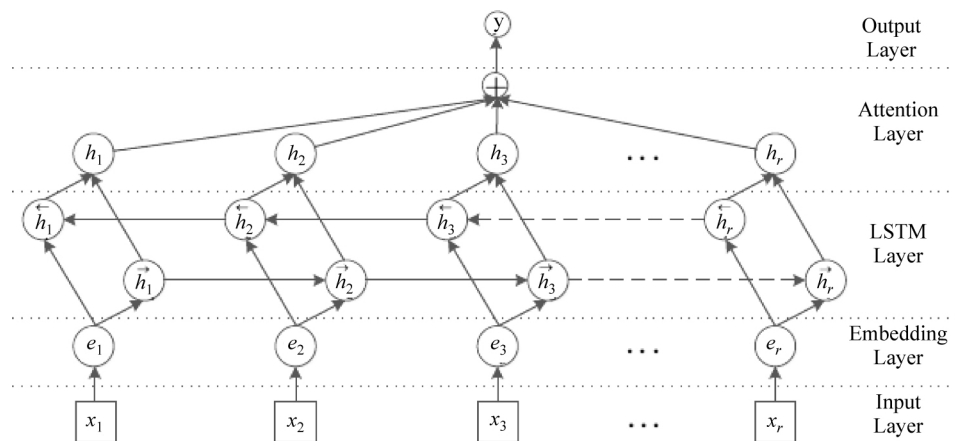 y
Output
Layer
+
Attention
Layer
h₁ h₂ h₃ ... hᵣ
←h₁ ←h₂ ←h₃ ←hᵣ
LSTM
Layer
→h₁ →h₂ →h₃ →hᵣ
Embedding
Layer
e₁ e₂ e₃ ... eᵣ
Input
Layer
x₁ x₂ x₃ ... xᵣ